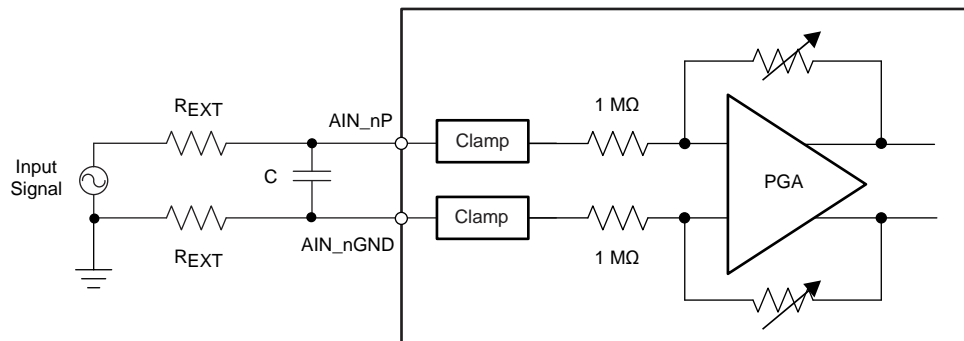 REXT
AIN_nP
1 MΩ
Clamp
Input
Signal
C
PGA
Clamp
REXT
AIN_nGND
1 MΩ